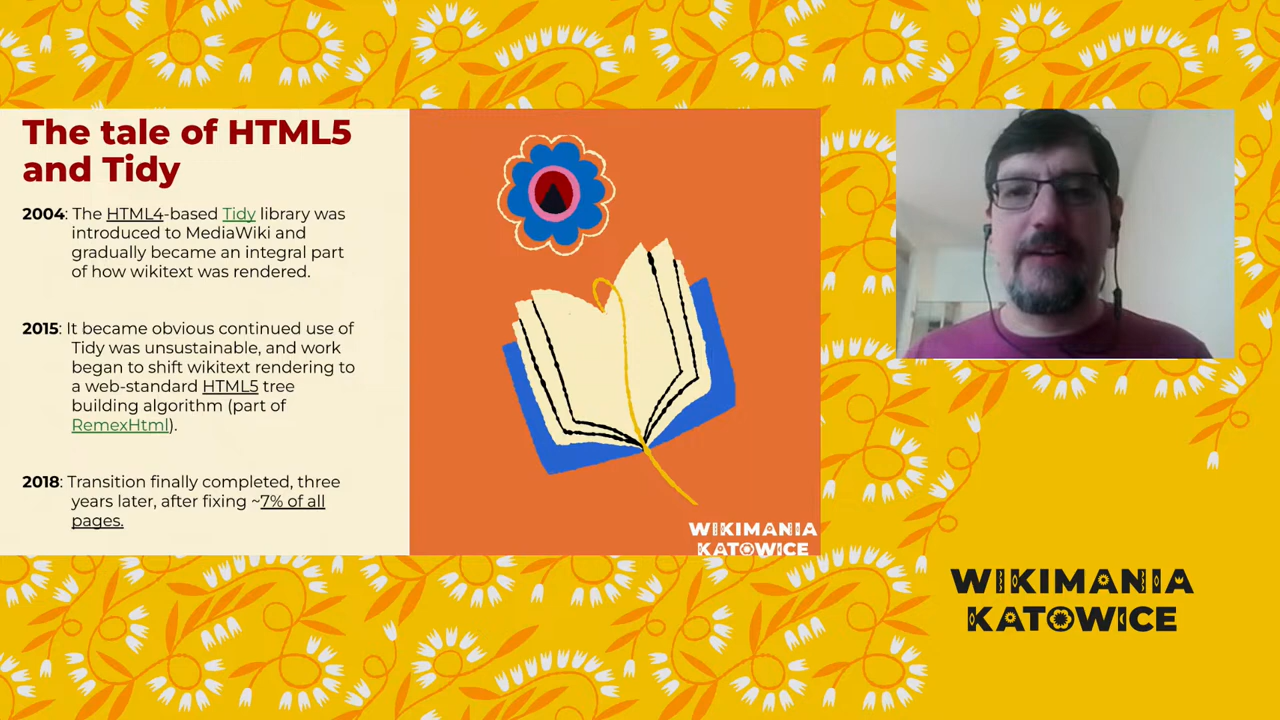 The tale of HTML5
and Tidy
2004: The HTML4-based Tidy library was
introduced to MediaWiki and
gradually became an integral part
of how wikitext was rendered.
2015: It became obvious continued use of
Tidy was unsustainable, and work
began to shift wikitext rendering to
a web-standard HTML5 tree
building algorithm (part of
RemexHtml).
2018: Transition finally completed, three
years later, after fixing ~7% of all
pages.
WIKIMANIA
KATOWICE
WIKIMANIA
KATOWICE